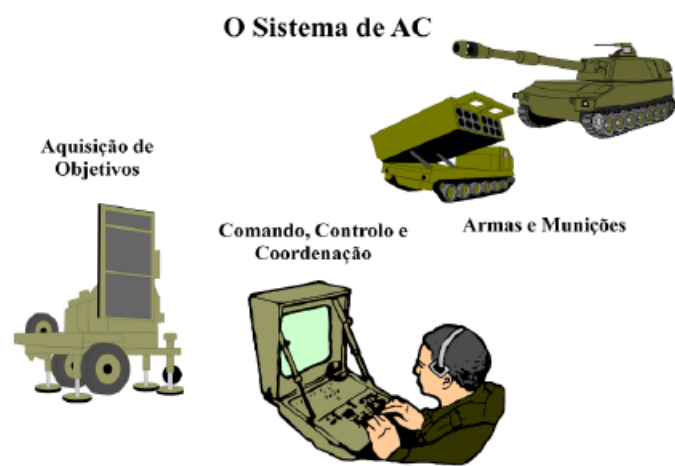 O Sistema de AC
Aquisição de
Objetivos
Comando, Controlo e
Coordenação
Armas e Munições